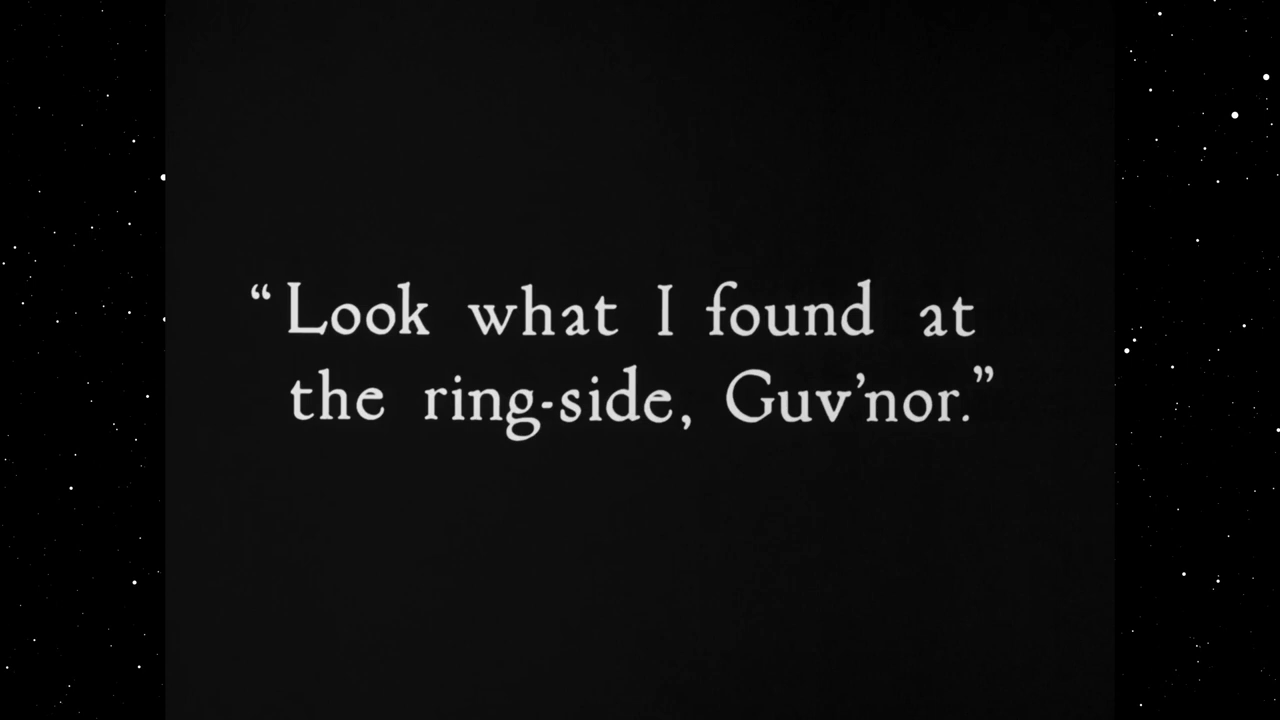 “Look what I found at
the ring-side, Guv’nor.”